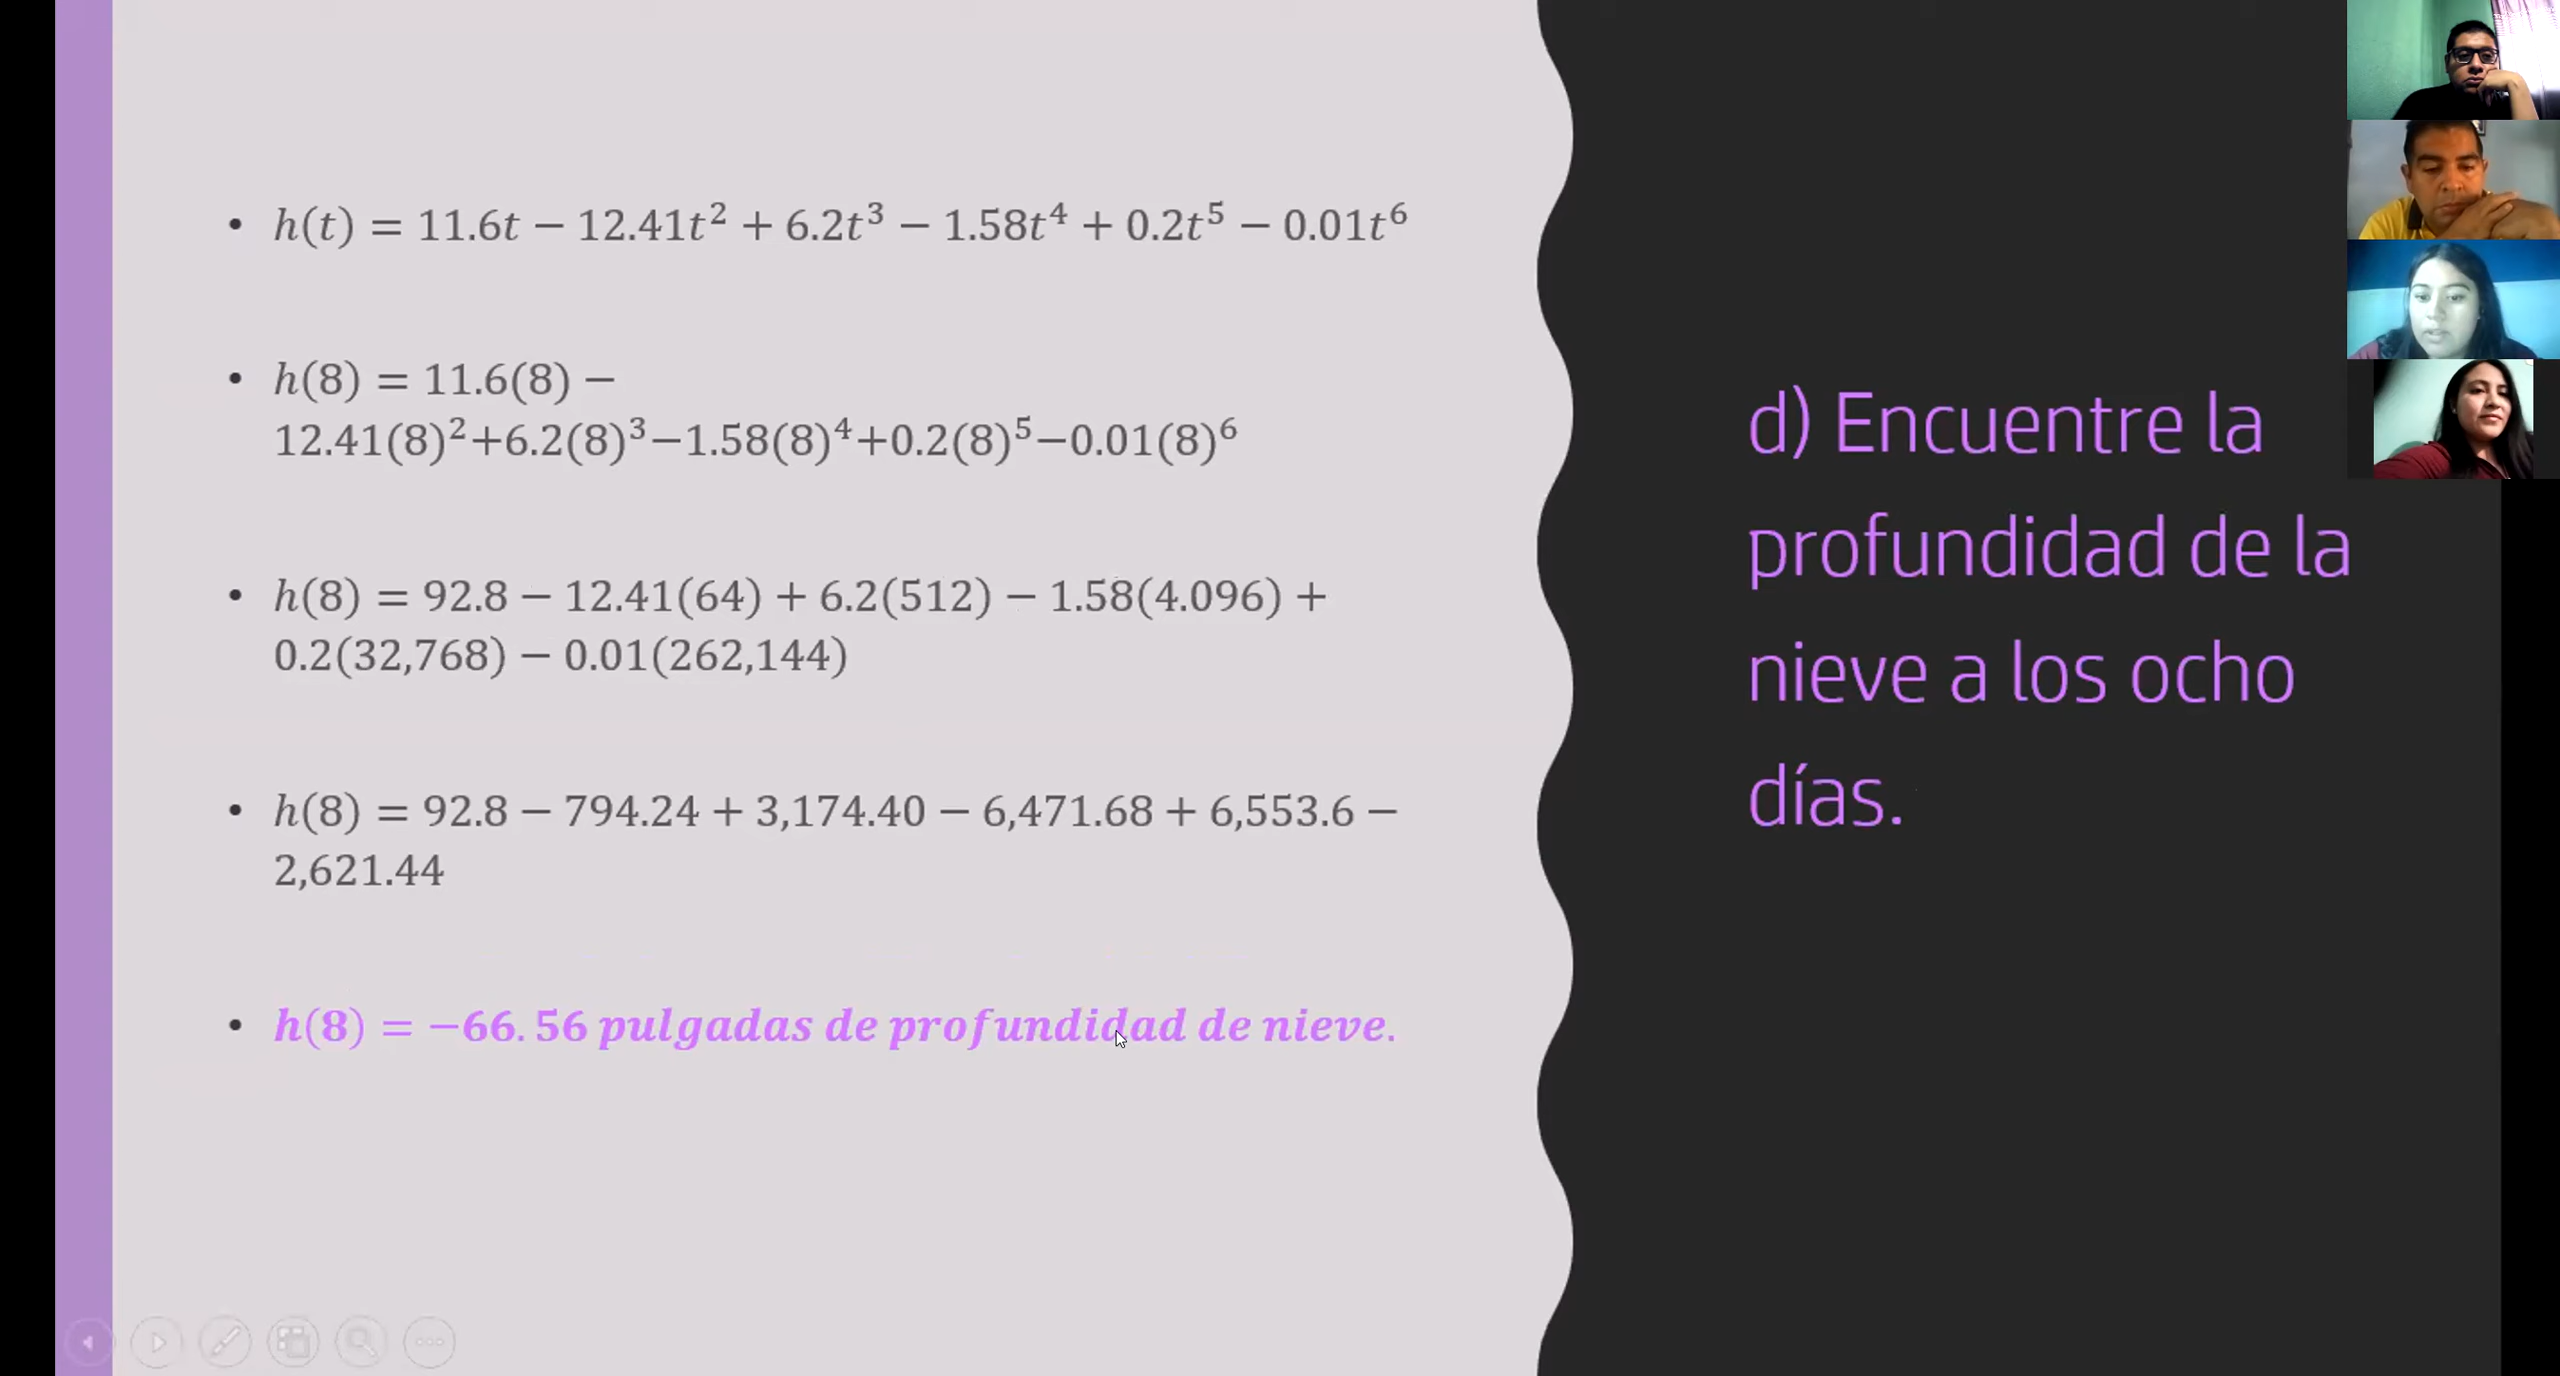 • h(t) = 11.6t − 12.41t² + 6.2t³ − 1.58t⁴ + 0.2t⁵ − 0.01t⁶
• h(8) = 11.6(8) −
12.41(8)²+6.2(8)³−1.58(8)⁴+0.2(8)⁵−0.01(8)⁶
• h(8) = 92.8 − 12.41(64) + 6.2(512) − 1.58(4.096) +
0.2(32,768) − 0.01(262,144)
• h(8) = 92.8 − 794.24 + 3,174.40 − 6,471.68 + 6,553.6 −
2,621.44
• h(8) = −66.56 pulgadas de profundidad de nieve.
d) Encuentre la
profundidad de la
nieve a los ocho
días.